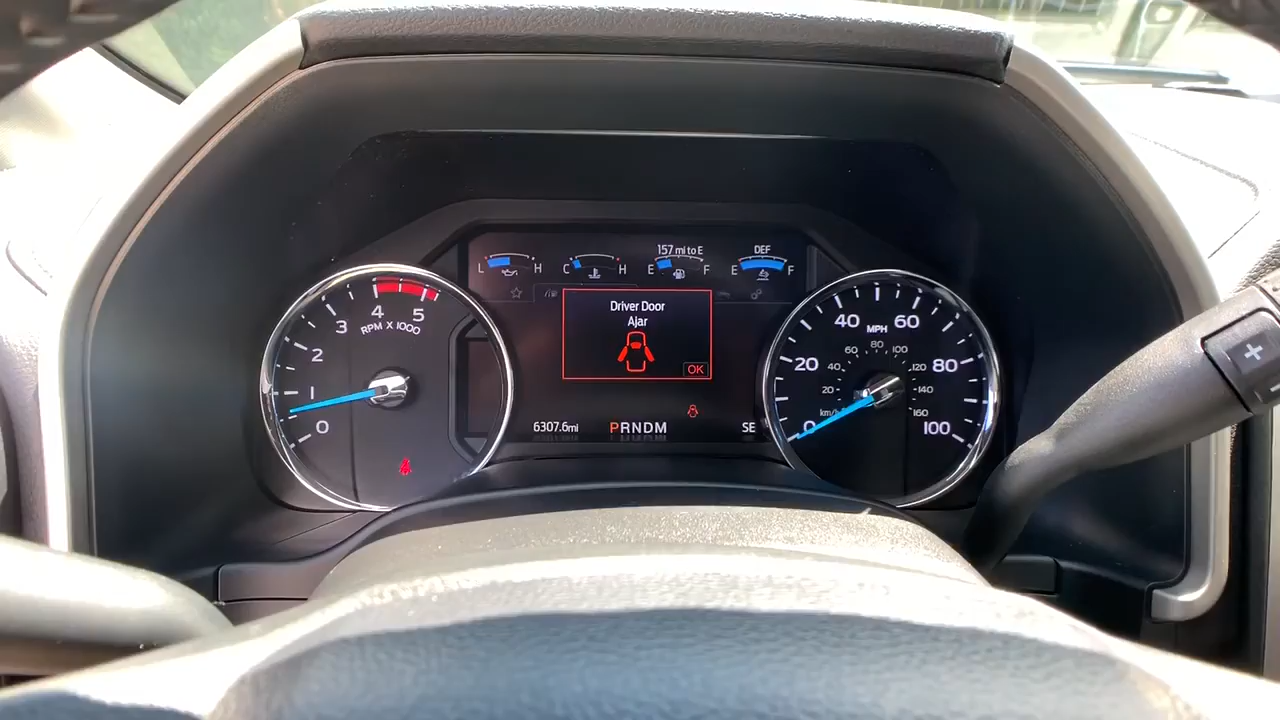 157 mi to E
DEF
L H
C H
E F
E F
Driver Door
Ajar
OK
6307.6mi
PRNDM
SE
0
1
2
3
4
5
RPM X 1000
0
20
40
60
80
100
MPH
20
40
60
80
100
120
140
160
km/h
+